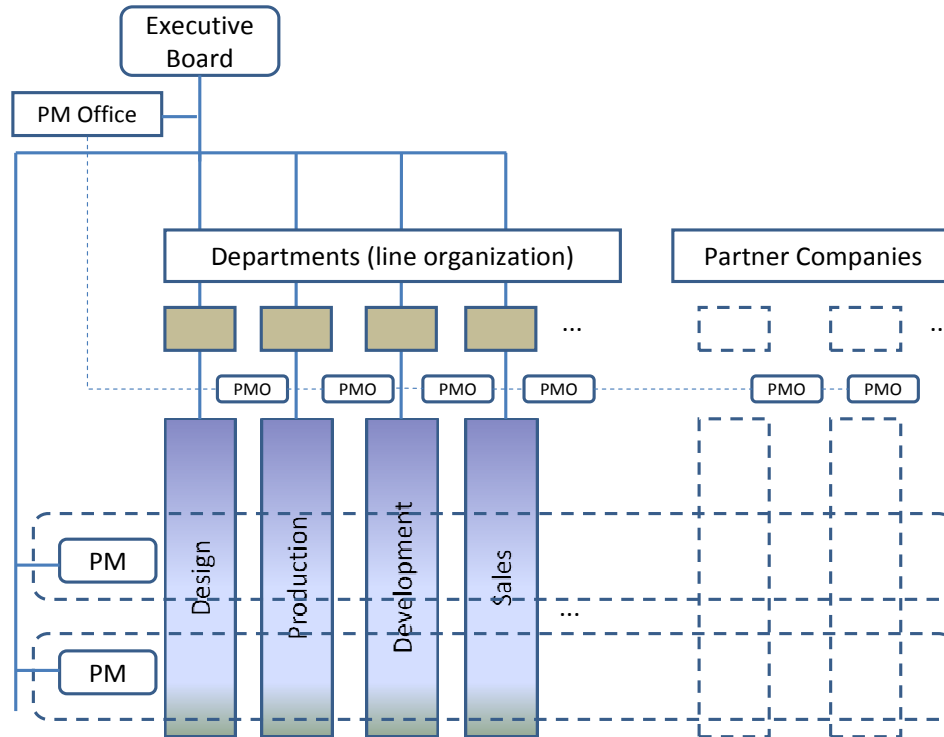 Executive
Board
PM Office
Departments (line organization)
Partner Companies
...
...
PMO
PMO
PMO
PMO
PMO
PMO
Design
Production
Development
Sales
PM
...
PM